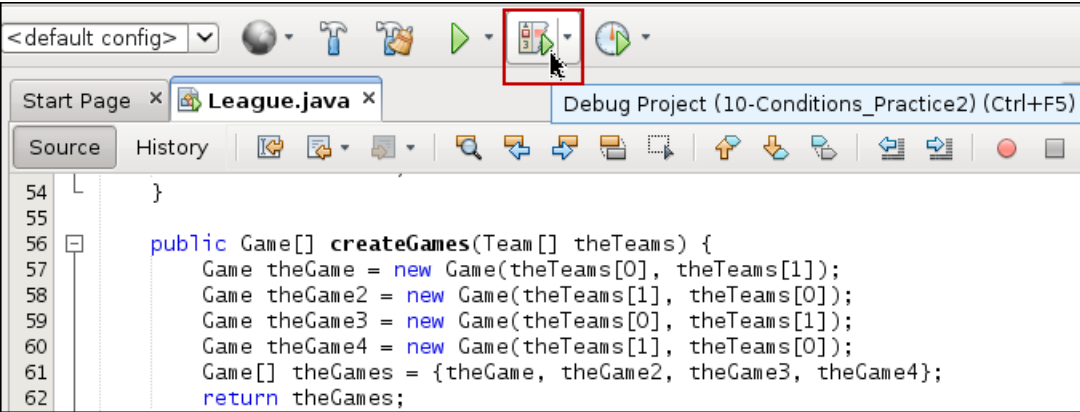 <default config>
Start Page × League.java ×
Debug Project (10-Conditions_Practice2) (Ctrl+F5)
Source History
54 }
55
56 public Game[] createGames(Team[] theTeams) {
57 Game theGame = new Game(theTeams[0], theTeams[1]);
58 Game theGame2 = new Game(theTeams[1], theTeams[0]);
59 Game theGame3 = new Game(theTeams[0], theTeams[1]);
60 Game theGame4 = new Game(theTeams[1], theTeams[0]);
61 Game[] theGames = {theGame, theGame2, theGame3, theGame4};
62 return theGames;